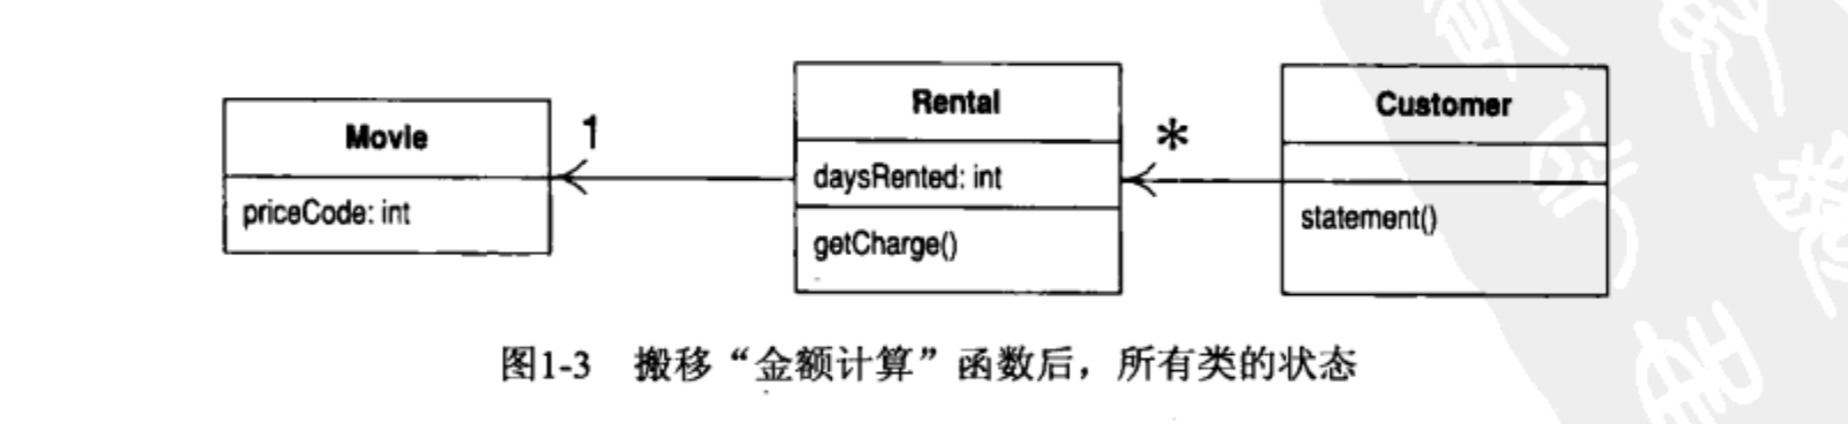 Movie
priceCode: int
1
Rental
daysRented: int
getCharge()
*
Customer
statement()
图1-3 搬移“金额计算”函数后，所有类的状态